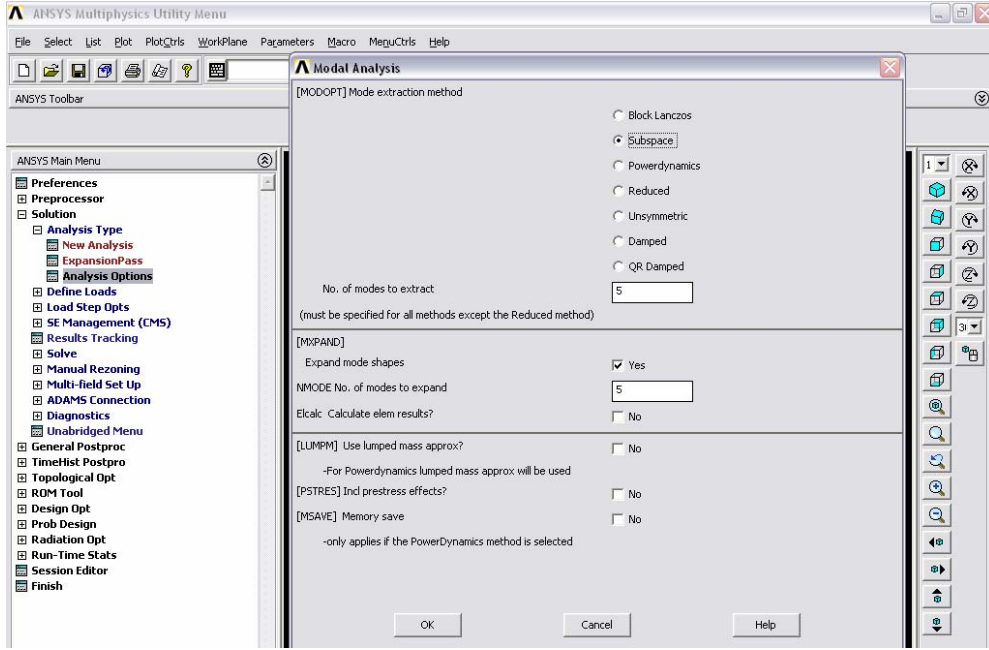 ANSYS Multiphysics Utility Menu
File Select List Plot PlotCtrls WorkPlane Parameters Macro MenuCtrls Help
ANSYS Toolbar
ANSYS Main Menu
Preferences
Preprocessor
Solution
Analysis Type
New Analysis
ExpansionPass
Analysis Options
Define Loads
Load Step Opts
SE Management (CMS)
Results Tracking
Solve
Manual Rezoning
Multi-field Set Up
ADAMS Connection
Diagnostics
Unabridged Menu
General Postproc
TimeHist Postpro
Topological Opt
ROM Tool
Design Opt
Prob Design
Radiation Opt
Run-Time Stats
Session Editor
Finish
Modal Analysis
[MODOPT] Mode extraction method
Block Lanczos
Subspace
Powerdynamics
Reduced
Unsymmetric
Damped
QR Damped
No. of modes to extract 5
(must be specified for all methods except the Reduced method)
[MXPAND]
Expand mode shapes Yes
NMODE No. of modes to expand 5
Elcalc Calculate elem results? No
[LUMPM] Use lumped mass approx? No
-For Powerdynamics lumped mass approx will be used
[PSTRES] Incl prestress effects? No
[MSAVE] Memory save No
-only applies if the PowerDynamics method is selected
OK Cancel Help
1